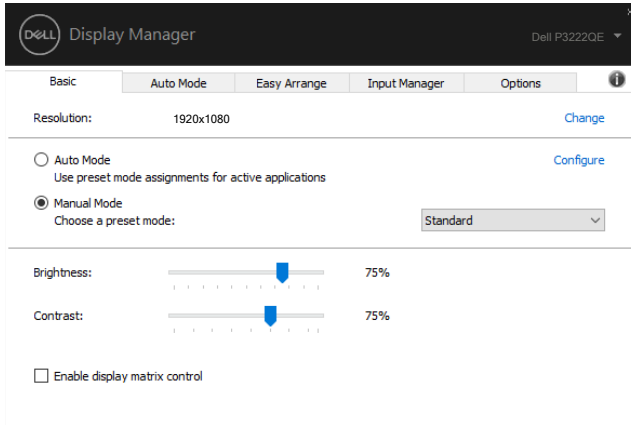 DELL Display Manager
Dell P3222QE
Basic Auto Mode Easy Arrange Input Manager Options
Resolution: 1920x1080 Change
Auto Mode Configure
Use preset mode assignments for active applications
Manual Mode
Choose a preset mode: Standard
Brightness: 75%
Contrast: 75%
Enable display matrix control